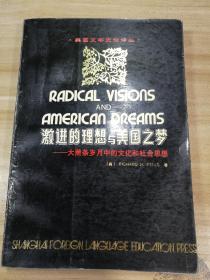 ·美国文学史论译丛·
RADICAL VISIONS
AND
AMERICAN DREAMS
激进的理想与美国之梦
——大萧条岁月中的文化和社会思想
〔美〕RICHARD H. PELLS 著
SHANGHAI FOREIGN LANGUAGE EDUCATION PRESS